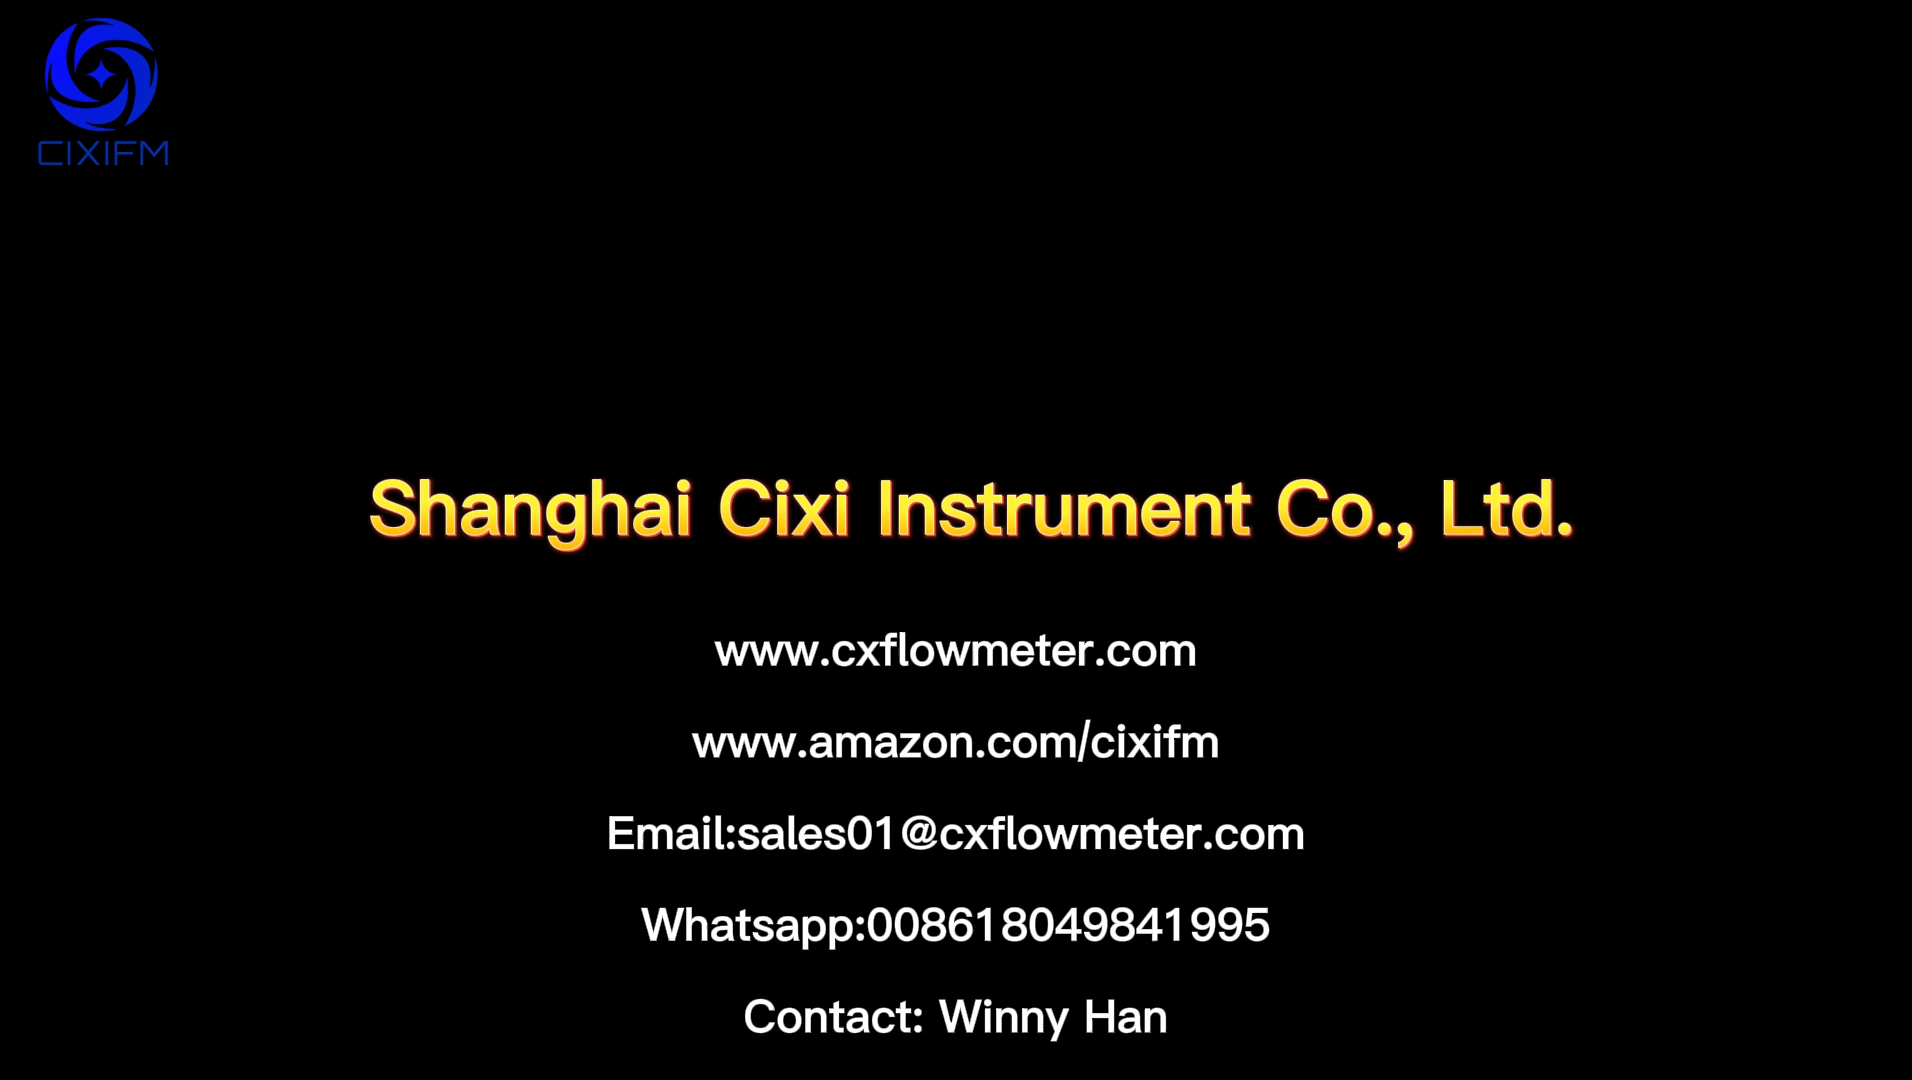 CIXIFM
Shanghai Cixi Instrument Co., Ltd.
www.cxflowmeter.com
www.amazon.com/cixifm
Email:sales01@cxflowmeter.com
Whatsapp:008618049841995
Contact: Winny Han